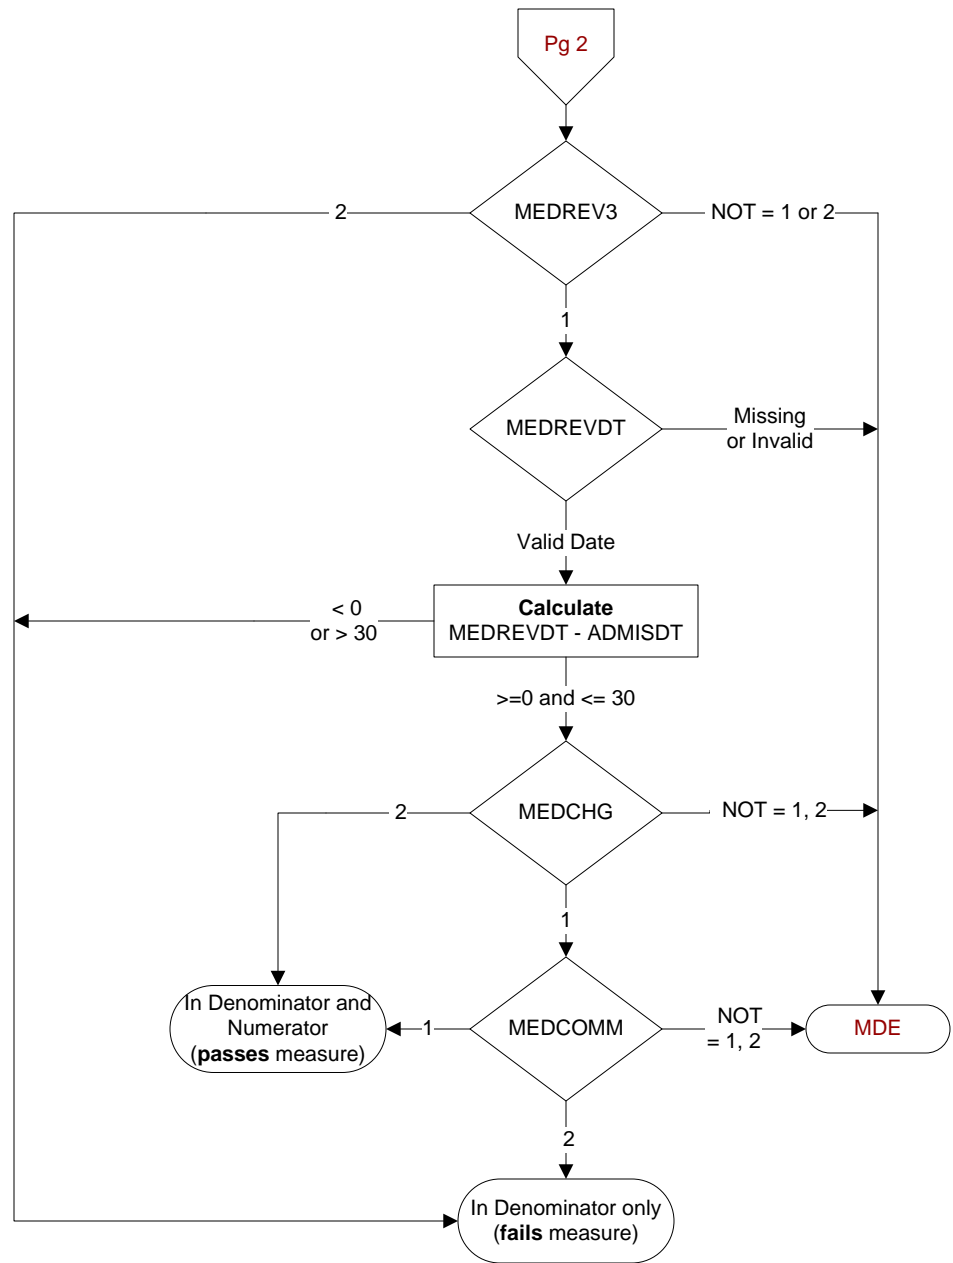 Pg 2
MEDREV3
2
NOT = 1 or 2
1
MEDREVDT
Missing
or Invalid
Valid Date
Calculate
MEDREVDT - ADMISDT
< 0
or > 30
>=0 and <= 30
MEDCHG
2
NOT = 1, 2
1
In Denominator and
Numerator
(passes measure)
1
MEDCOMM
NOT
= 1, 2
MDE
2
In Denominator only
(fails measure)